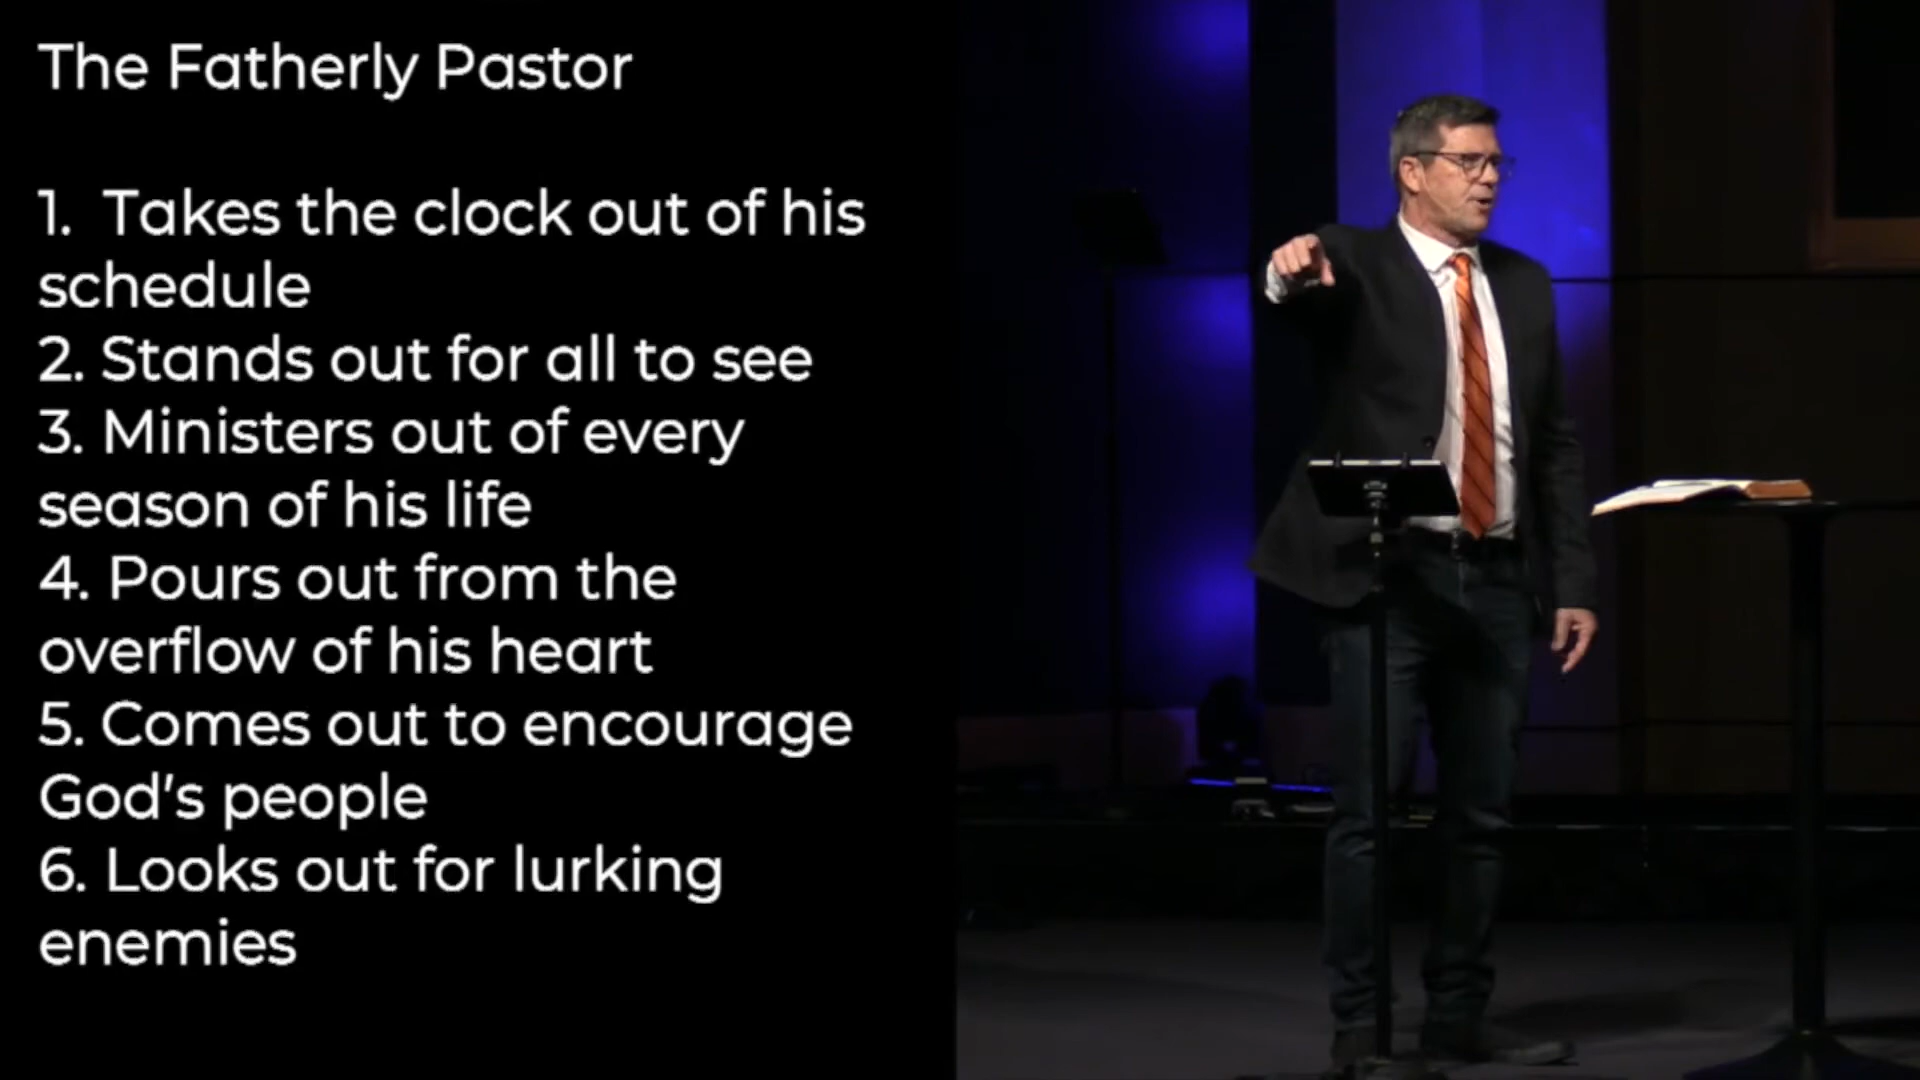 The Fatherly Pastor
1. Takes the clock out of his
schedule
2. Stands out for all to see
3. Ministers out of every
season of his life
4. Pours out from the
overflow of his heart
5. Comes out to encourage
God's people
6. Looks out for lurking
enemies